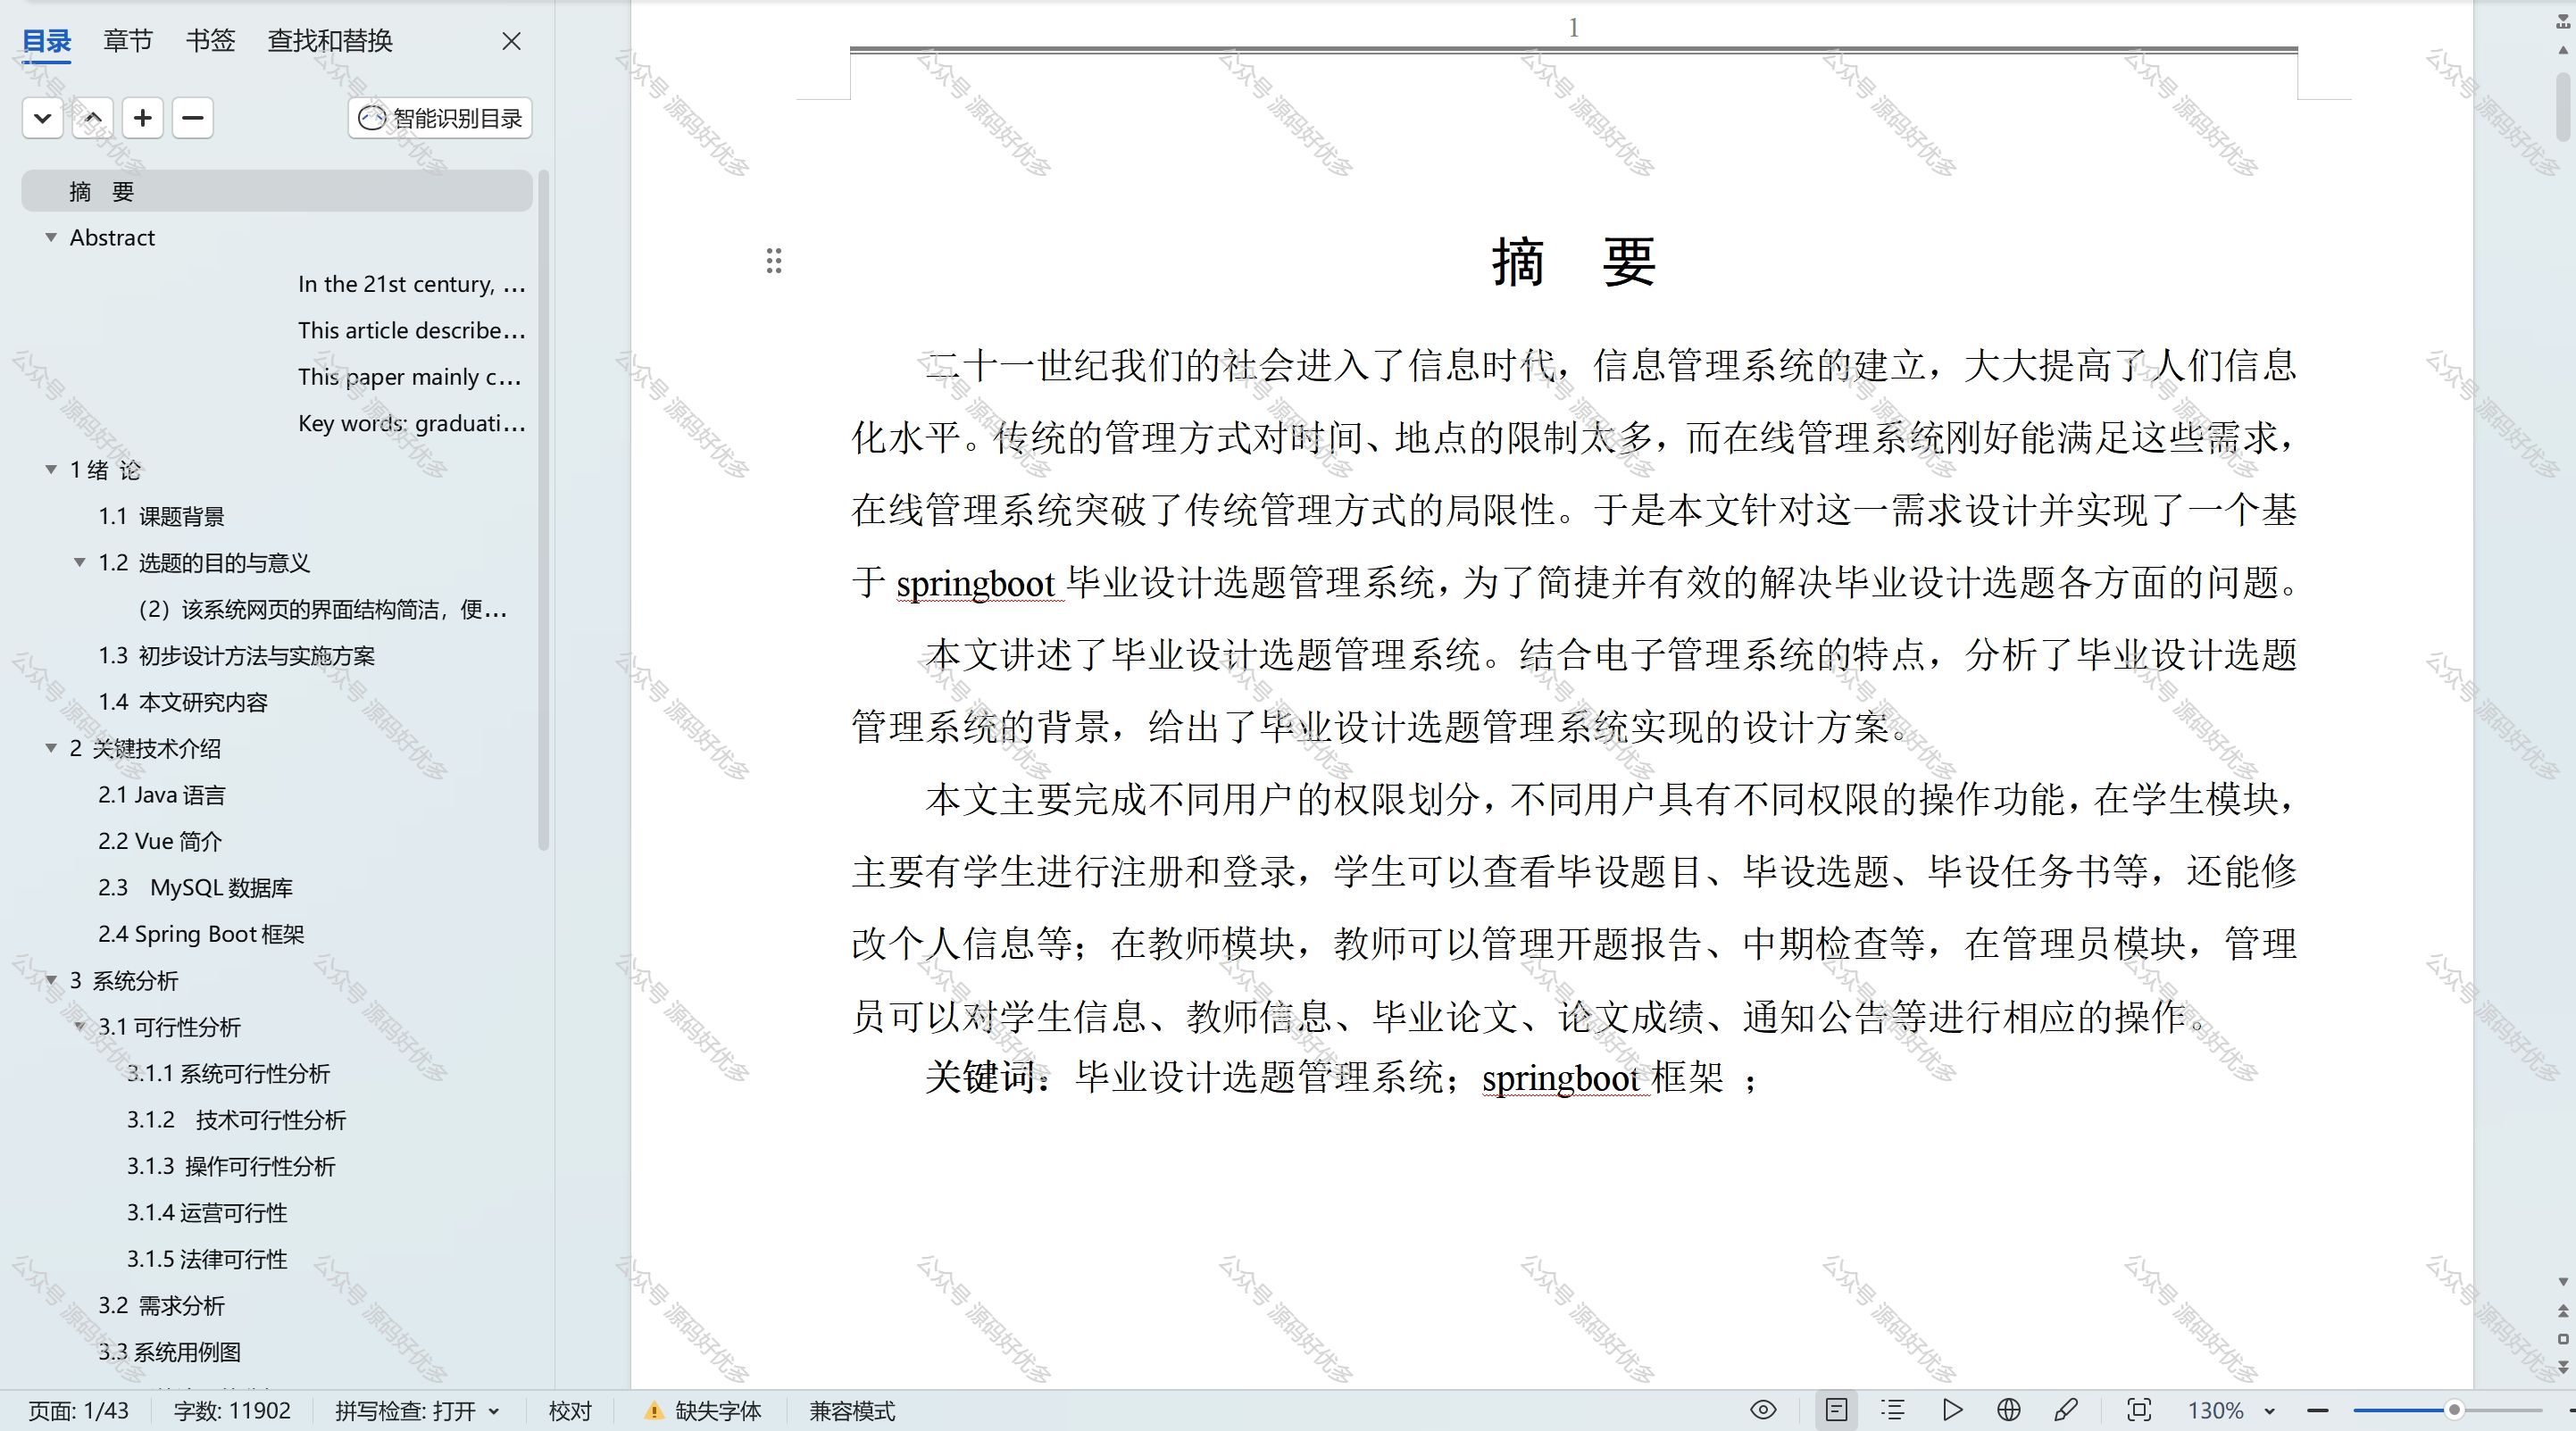 目录 章节 书签 查找和替换
智能识别目录
摘 要
Abstract
In the 21st century, ...
This article describe...
This paper mainly c...
Key words: graduati...
1 绪 论
1.1 课题背景
1.2 选题的目的与意义
（2）该系统网页的界面结构简洁，便...
1.3 初步设计方法与实施方案
1.4 本文研究内容
2 关键技术介绍
2.1 Java 语言
2.2 Vue 简介
2.3 MySQL 数据库
2.4 Spring Boot 框架
3 系统分析
3.1 可行性分析
3.1.1 系统可行性分析
3.1.2 技术可行性分析
3.1.3 操作可行性分析
3.1.4 运营可行性
3.1.5 法律可行性
3.2 需求分析
3.3 系统用例图
1
摘 要
二十一世纪我们的社会进入了信息时代，信息管理系统的建立，大大提高了人们信息
化水平。传统的管理方式对时间、地点的限制太多，而在线管理系统刚好能满足这些需求，
在线管理系统突破了传统管理方式的局限性。于是本文针对这一需求设计并实现了一个基
于 springboot 毕业设计选题管理系统，为了简捷并有效的解决毕业设计选题各方面的问题。
本文讲述了毕业设计选题管理系统。结合电子管理系统的特点，分析了毕业设计选题
管理系统的背景，给出了毕业设计选题管理系统实现的设计方案。
本文主要完成不同用户的权限划分，不同用户具有不同权限的操作功能，在学生模块，
主要有学生进行注册和登录，学生可以查看毕设题目、毕设选题、毕设任务书等，还能修
改个人信息等；在教师模块，教师可以管理开题报告、中期检查等，在管理员模块，管理
员可以对学生信息、教师信息、毕业论文、论文成绩、通知公告等进行相应的操作。
关键词：毕业设计选题管理系统；springboot 框架 ；
页面: 1/43 字数: 11902 拼写检查: 打开 校对 缺失字体 兼容模式 130%
公众号 源码好优多